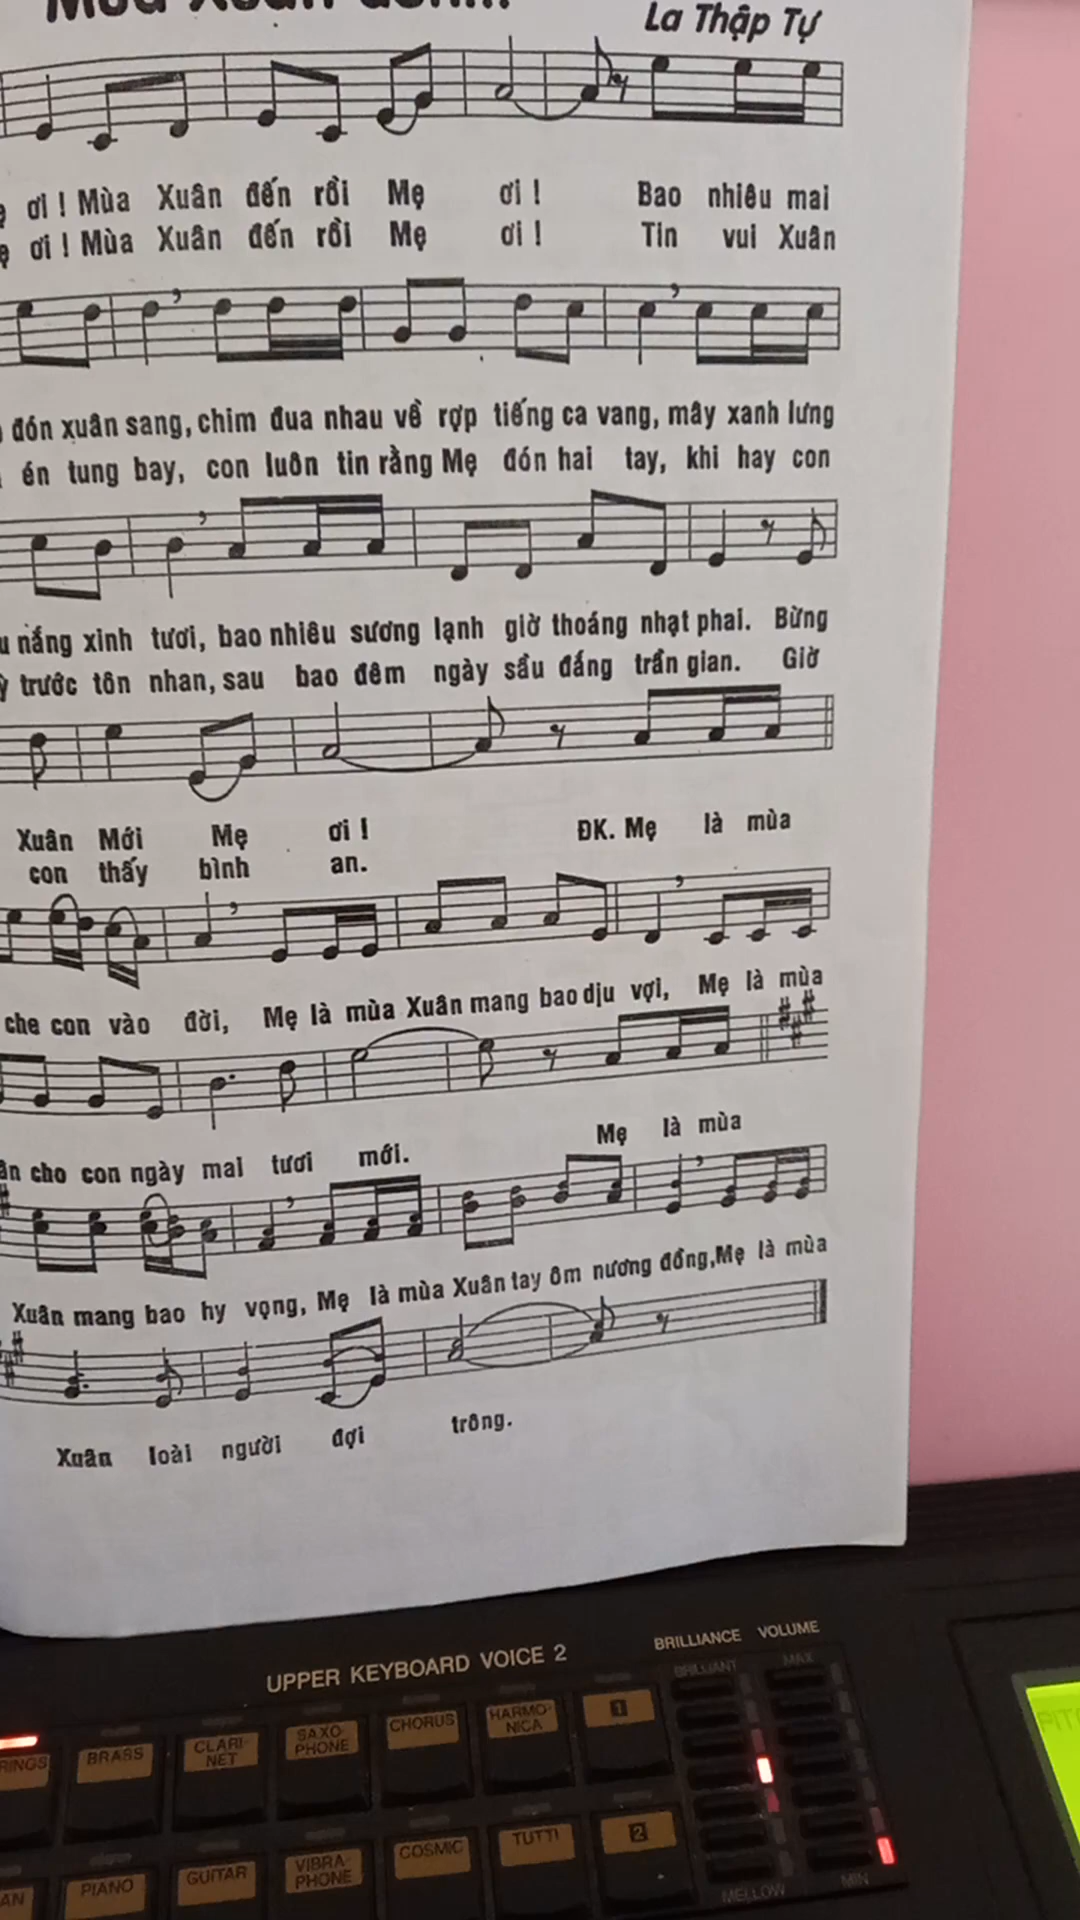 Mùa Xuân đến...
La Thập Tự
ơi ! Mùa Xuân đến rồi Mẹ ơi ! Bao nhiêu mai
ơi ! Mùa Xuân đến rồi Mẹ ơi ! Tin vui Xuân
đón xuân sang, chim đua nhau về rợp tiếng ca vang, mây xanh lưng
én tung bay, con luôn tin rằng Mẹ đón hai tay, khi hay con
nắng xinh tươi, bao nhiêu sương lạnh giờ thoáng nhạt phai. Bừng
trước tôn nhan, sau bao đêm ngày sầu đắng trần gian. Giờ
Xuân Mới Mẹ ơi ! ĐK. Mẹ là mùa
con thấy bình an.
che con vào đời, Mẹ là mùa Xuân mang bao dịu vợi, Mẹ là mùa
cho con ngày mai tươi mới. Mẹ là mùa
Xuân mang bao hy vọng, Mẹ là mùa Xuân tay ôm nương đồng, Mẹ là mùa
Xuân loài người đợi trông.
UPPER KEYBOARD VOICE 2 BRILLIANCE VOLUME
BRILLIANT MAX
BRASS CLARI-NET SAXO-PHONE CHORUS HARMO-NICA 1
PIANO GUITAR VIBRA-PHONE COSMIC TUTTI 2
MELLOW MIN